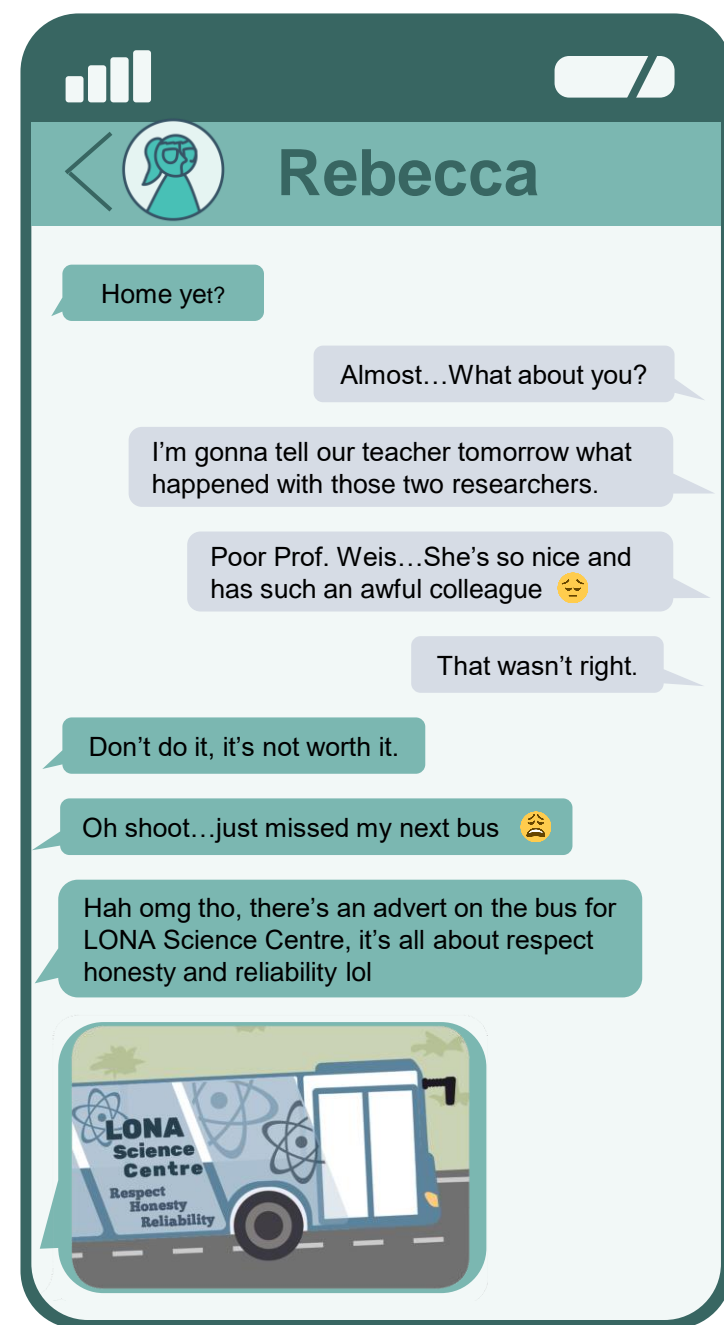 Rebecca
Home yet?
Almost…What about you?
I’m gonna tell our teacher tomorrow what
happened with those two researchers.
Poor Prof. Weis…She’s so nice and
has such an awful colleague 😔
That wasn’t right.
Don’t do it, it’s not worth it.
Oh shoot…just missed my next bus 😩
Hah omg tho, there’s an advert on the bus for
LONA Science Centre, it’s all about respect
honesty and reliability lol
LONA
Science
Centre
Respect
Honesty
Reliability